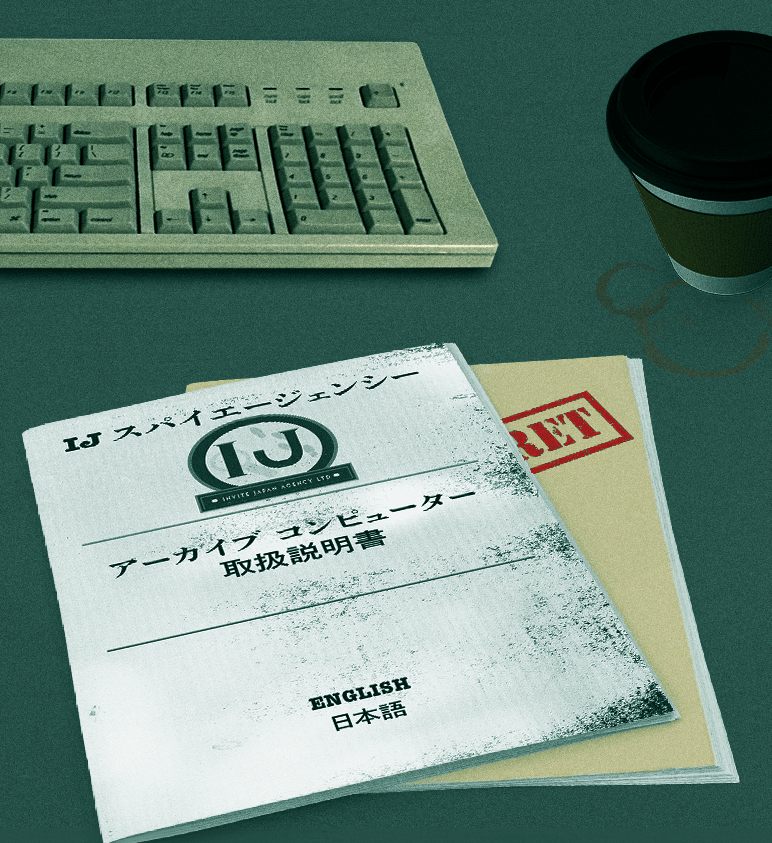 IJ スパイエージェンシー
IJ
INVITE JAPAN AGENCY LTD
アーカイブ コンピューター
取扱説明書
ENGLISH
日本語
RET